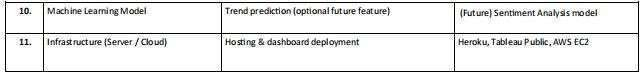 10. Machine Learning Model Trend prediction (optional future feature) (Future) Sentiment Analysis model
11. Infrastructure (Server / Cloud) Hosting & dashboard deployment Heroku, Tableau Public, AWS EC2